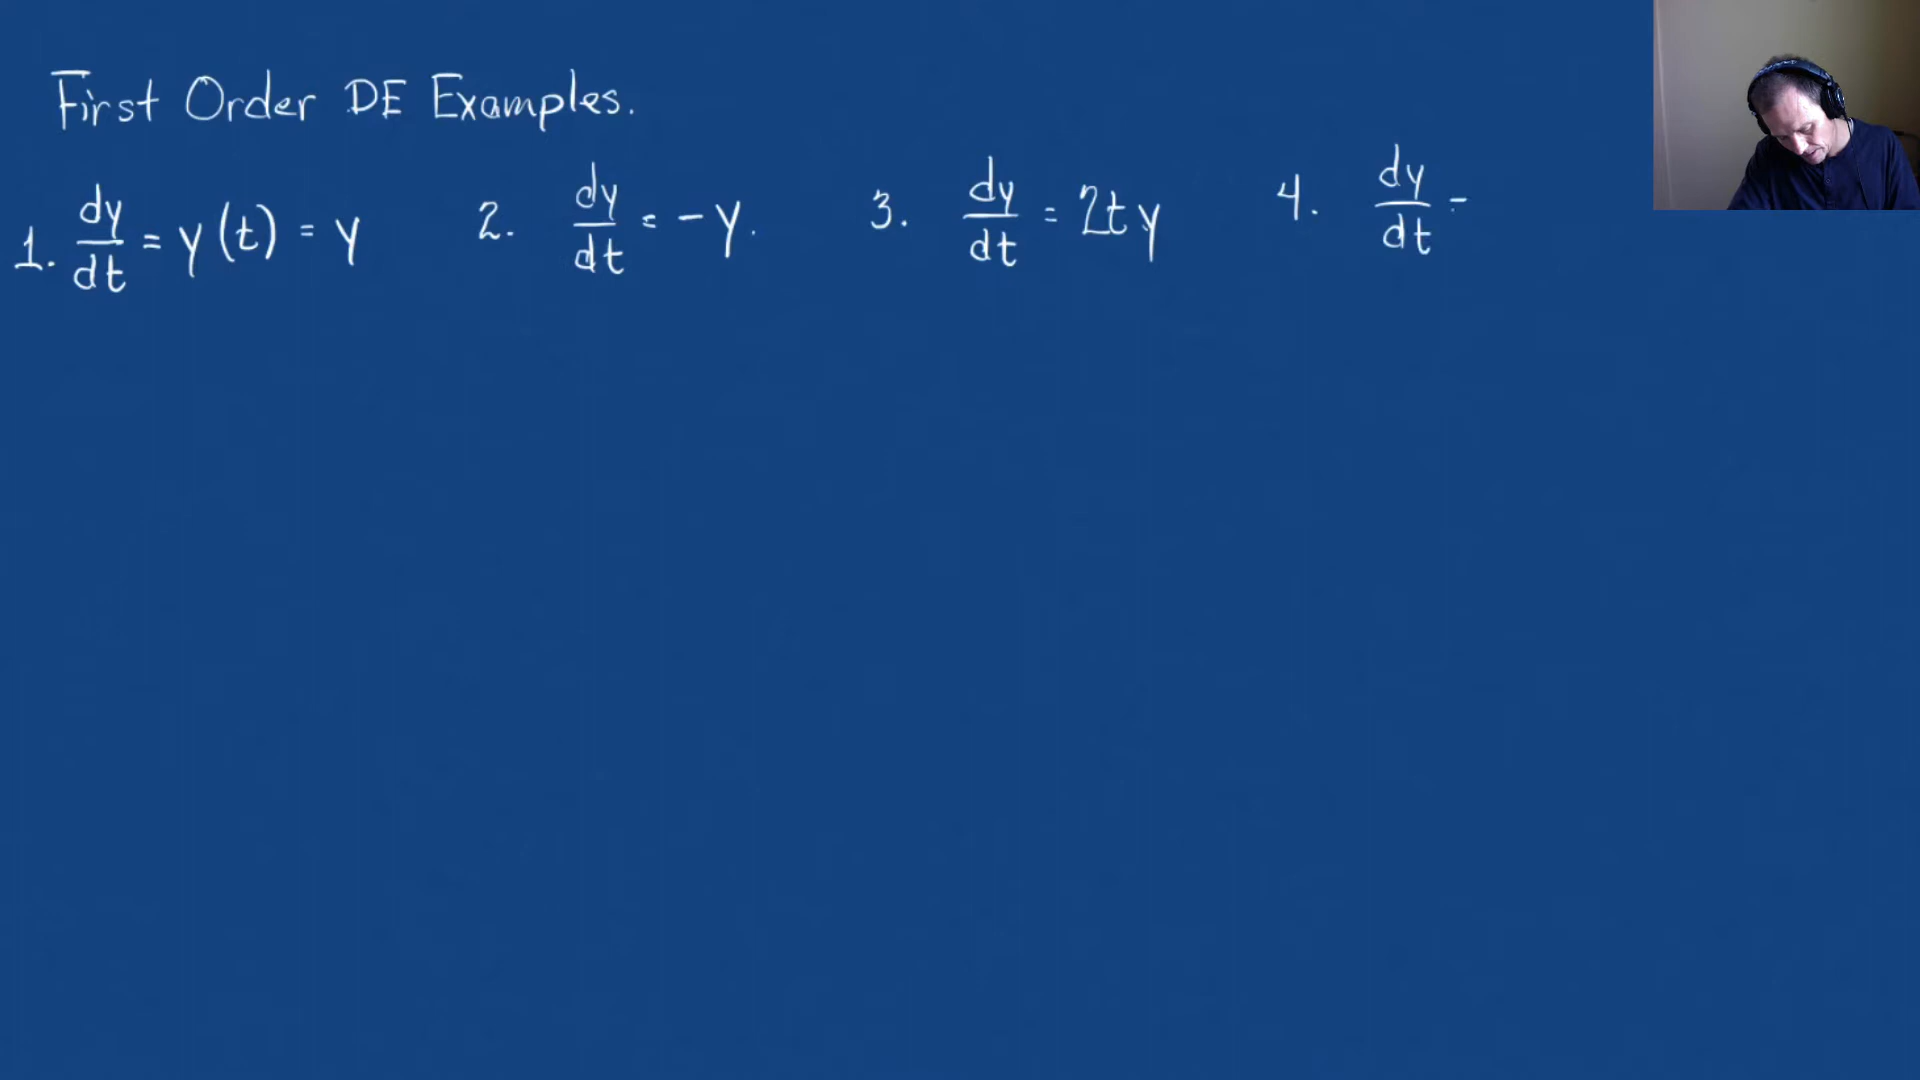 First Order DE Examples.
1. dy/dt = y(t) = y
2. dy/dt = -y.
3. dy/dt = 2ty
4. dy/dt =